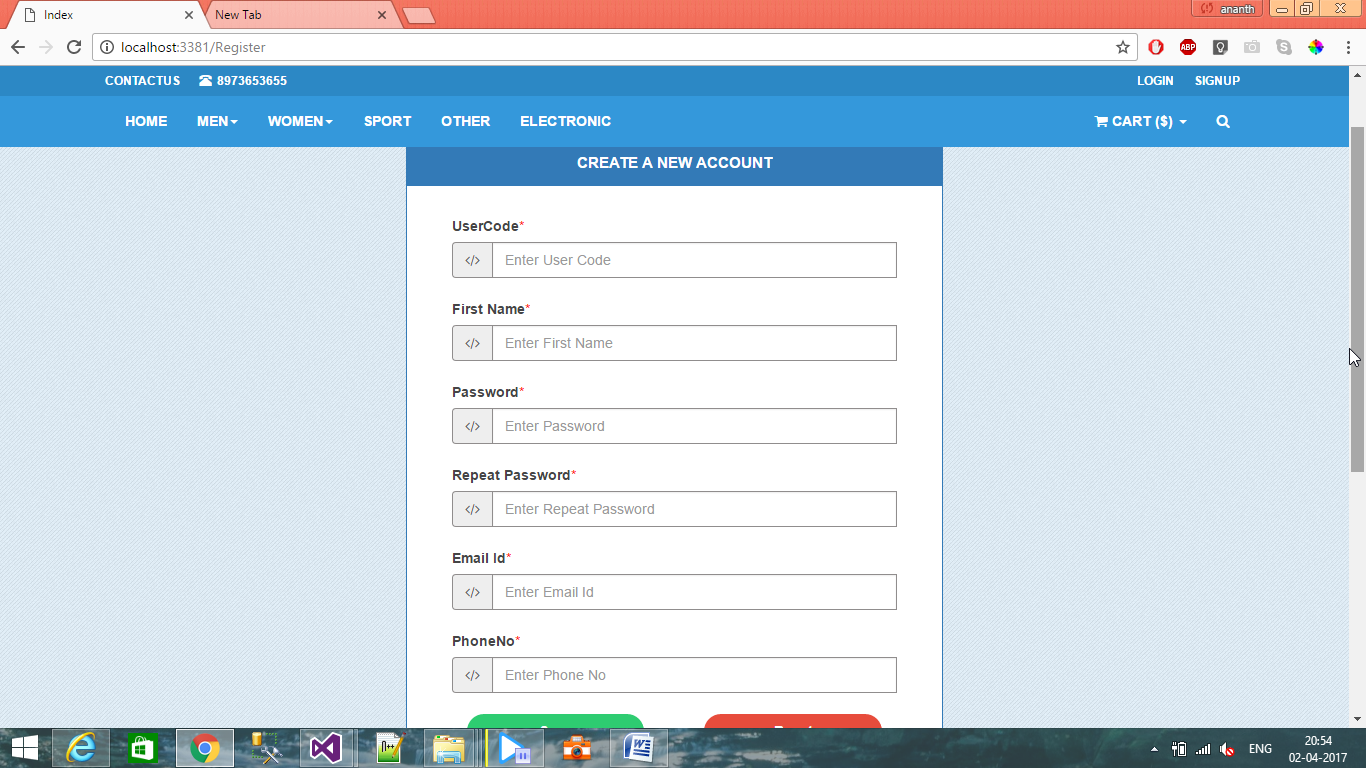 Index
New Tab
ananth
localhost:3381/Register
ABP
CONTACTUS 8973653655
LOGIN SIGNUP
HOME MEN WOMEN SPORT OTHER ELECTRONIC
CART ($)
CREATE A NEW ACCOUNT
UserCode*
</> Enter User Code
First Name*
</> Enter First Name
Password*
</> Enter Password
Repeat Password*
</> Enter Repeat Password
Email Id*
</> Enter Email Id
PhoneNo*
</> Enter Phone No
ENG
20:54
02-04-2017